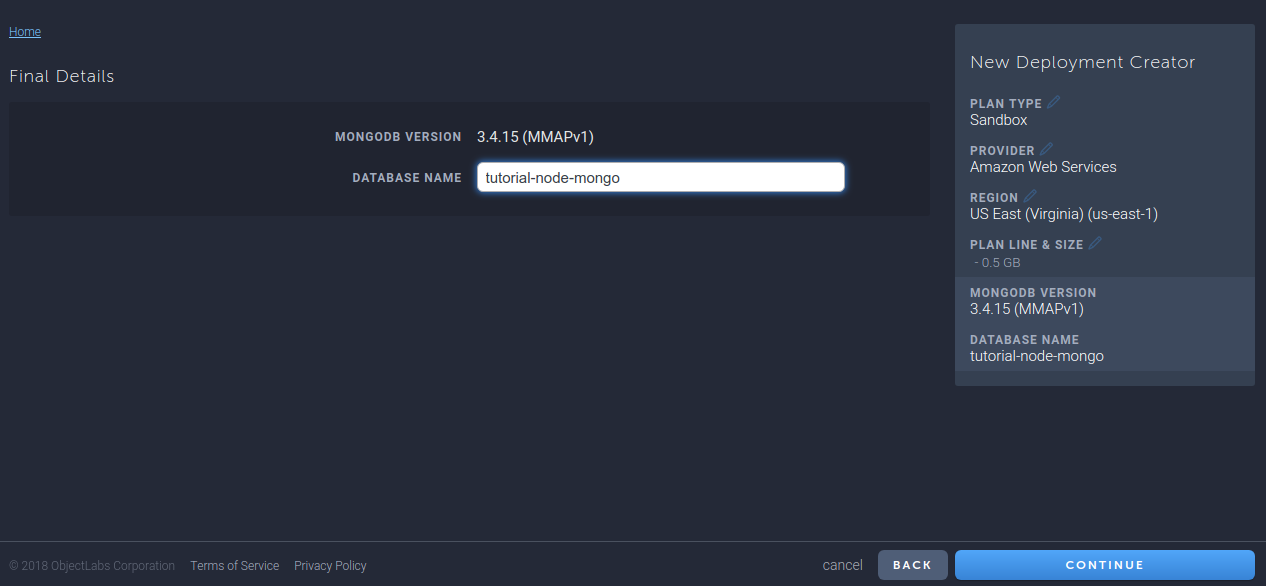 Home
Final Details
MONGODB VERSION 3.4.15 (MMAPv1)
DATABASE NAME tutorial-node-mongo
New Deployment Creator
PLAN TYPE
Sandbox
PROVIDER
Amazon Web Services
REGION
US East (Virginia) (us-east-1)
PLAN LINE & SIZE
- 0.5 GB
MONGODB VERSION
3.4.15 (MMAPv1)
DATABASE NAME
tutorial-node-mongo
© 2018 ObjectLabs Corporation Terms of Service Privacy Policy cancel BACK CONTINUE